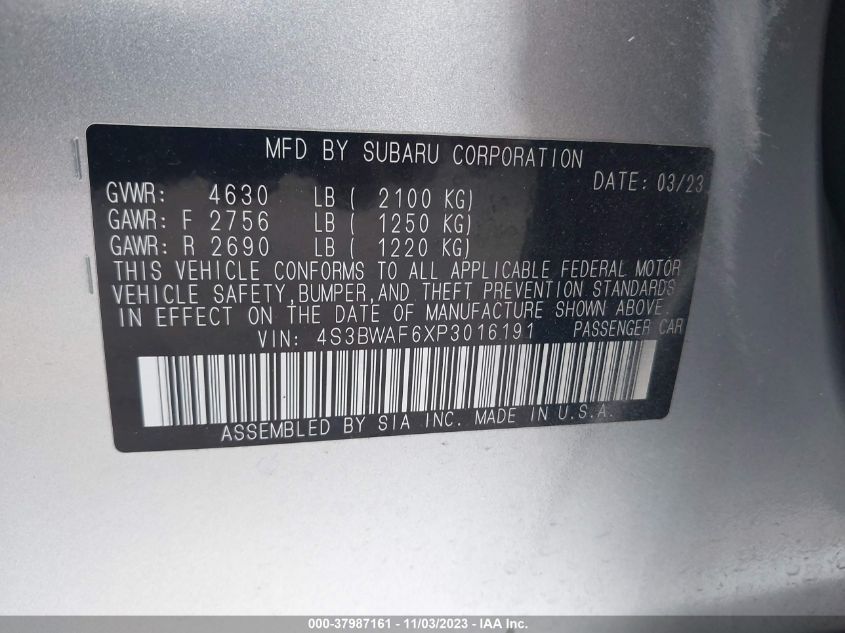 MFD BY SUBARU CORPORATION
DATE: 03/23
GVWR: 4630 LB ( 2100 KG)
GAWR: F 2756 LB ( 1250 KG)
GAWR: R 2690 LB ( 1220 KG)
THIS VEHICLE CONFORMS TO ALL APPLICABLE FEDERAL MOTOR
VEHICLE SAFETY,BUMPER,AND THEFT PREVENTION STANDARDS
IN EFFECT ON THE DATE OF MANUFACTURE SHOWN ABOVE.
VIN: 4S3BWAF6XP3016191 PASSENGER CAR
ASSEMBLED BY SIA INC. MADE IN U.S.A.
000-37987161 - 11/03/2023 - IAA Inc.